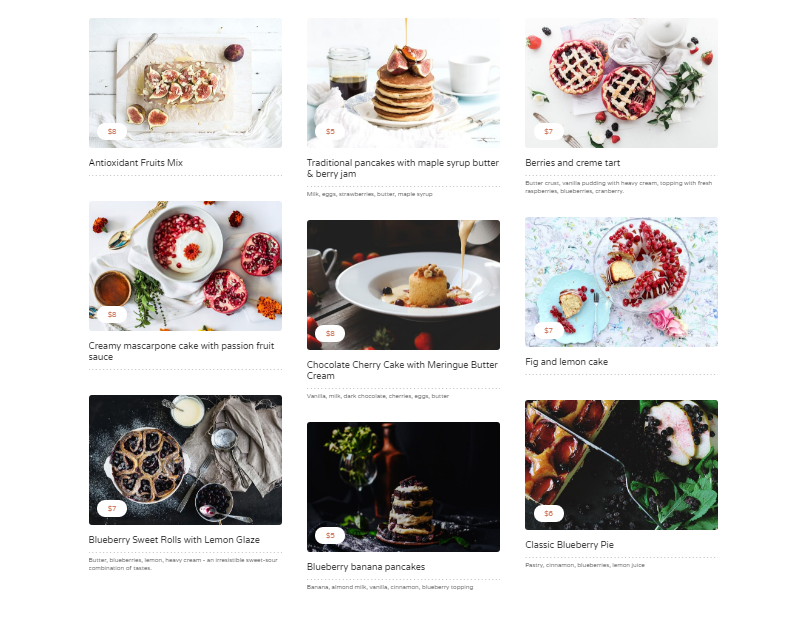 $8
Antioxidant Fruits Mix
$8
Creamy mascarpone cake with passion fruit
sauce
$7
Blueberry Sweet Rolls with Lemon Glaze
Butter, blueberries, lemon, heavy cream - an irresistible sweet-sour
combination of tastes.
$5
Traditional pancakes with maple syrup butter
& berry jam
Milk, eggs, strawberries, butter, maple syrup
$8
Chocolate Cherry Cake with Meringue Butter
Cream
Vanilla, milk, dark chocolate, cherries, eggs, butter
$5
Blueberry banana pancakes
Banana, almond milk, vanilla, cinnamon, blueberry topping
$7
Berries and creme tart
Butter crust, vanilla pudding with heavy cream, topping with fresh
raspberries, blueberries, cranberry.
$7
Fig and lemon cake
$6
Classic Blueberry Pie
Pastry, cinnamon, blueberries, lemon juice